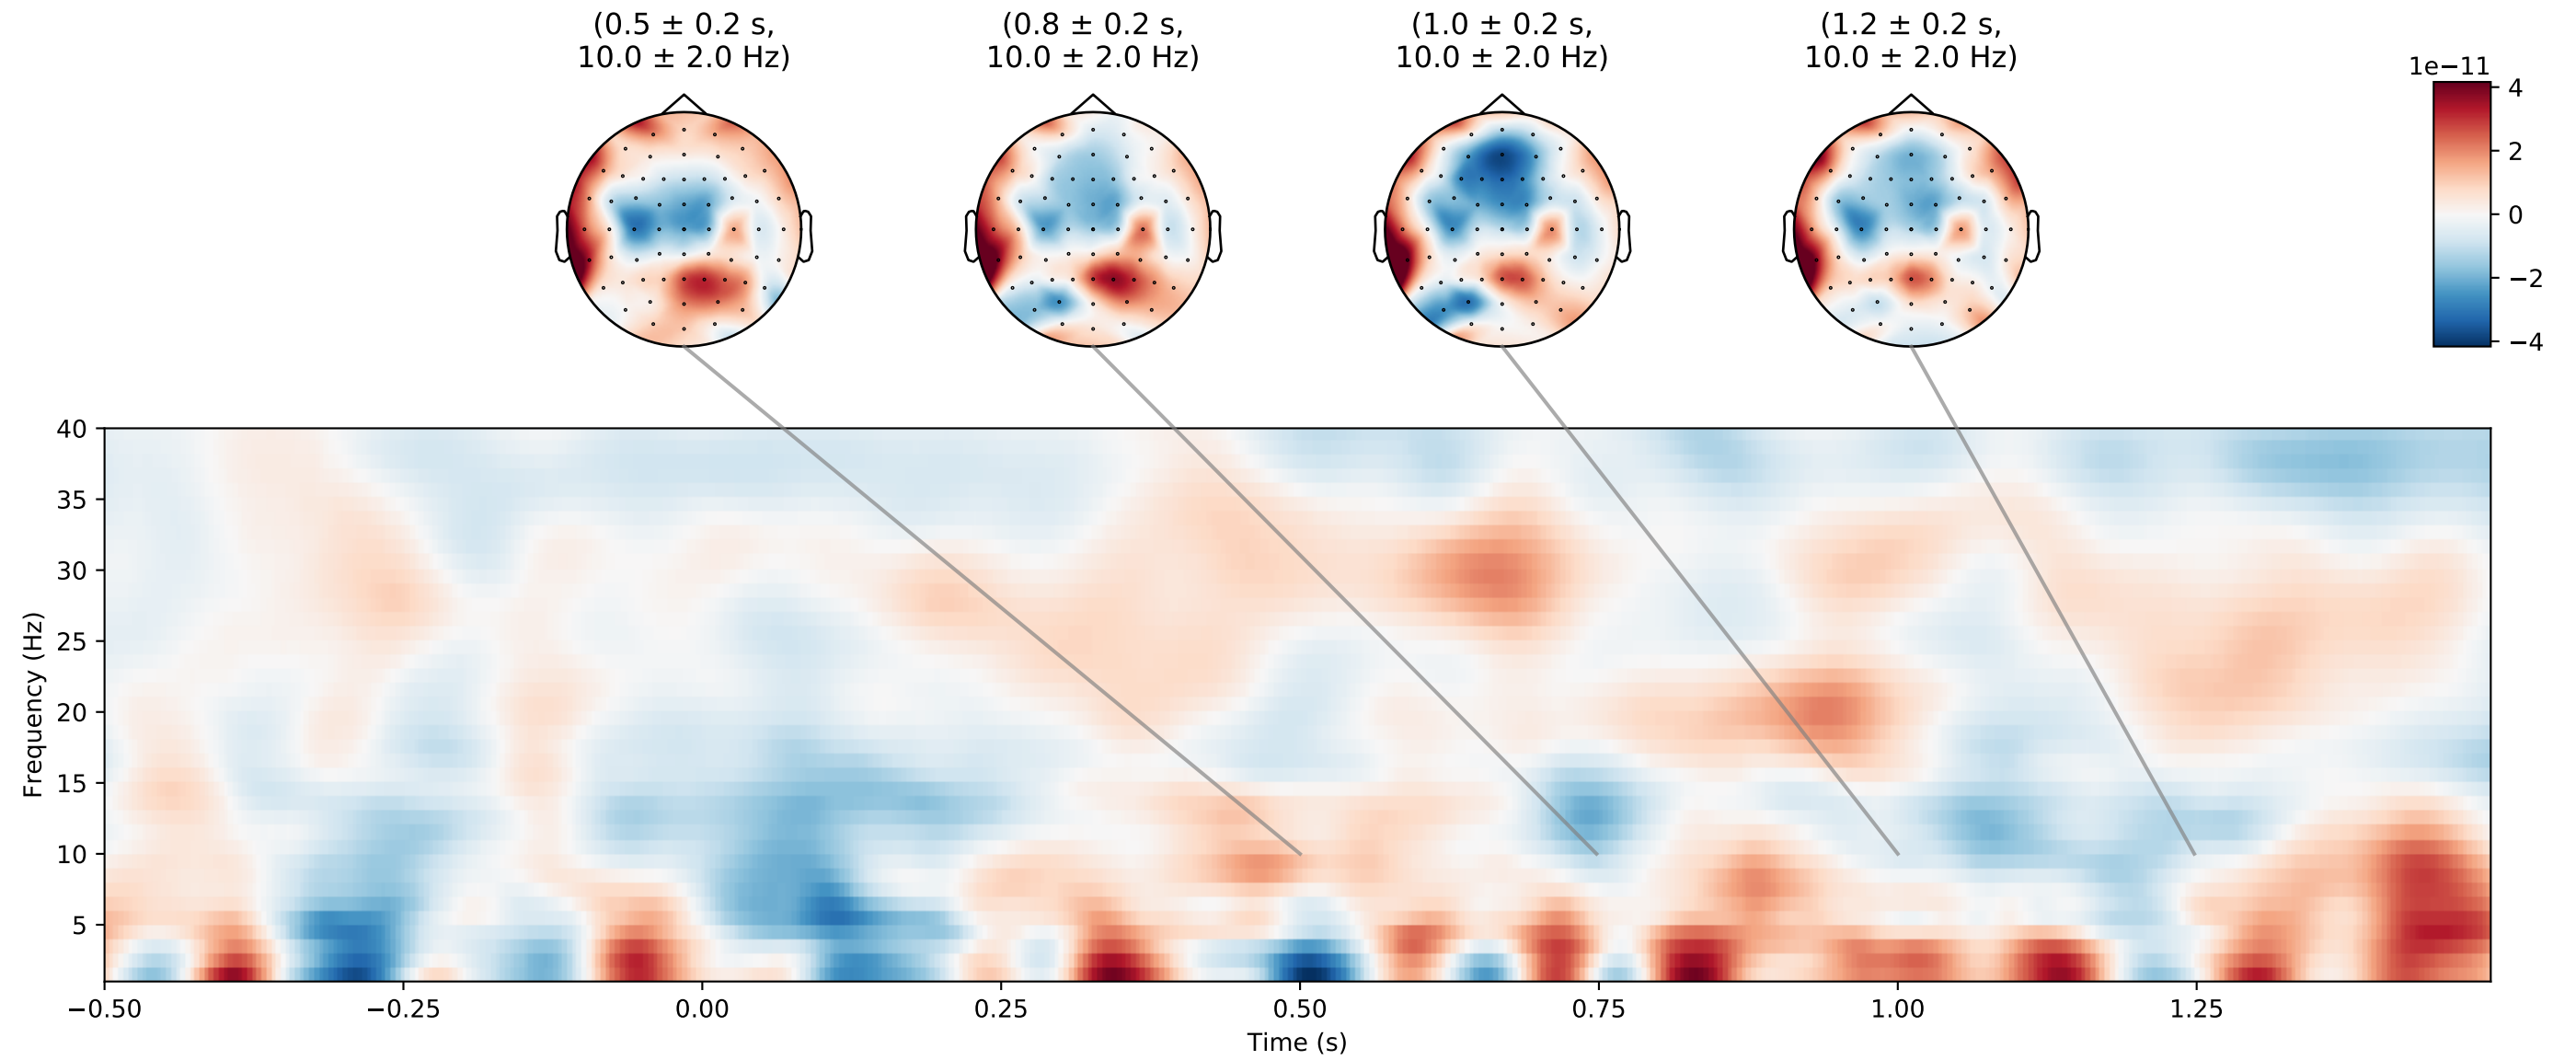 (0.5 ± 0.2 s,
10.0 ± 2.0 Hz)
(0.8 ± 0.2 s,
10.0 ± 2.0 Hz)
(1.0 ± 0.2 s,
10.0 ± 2.0 Hz)
(1.2 ± 0.2 s,
10.0 ± 2.0 Hz)
1e−11
4
2
0
−2
−4
40
35
30
25
20
15
10
5
Frequency (Hz)
−0.50
−0.25
0.00
0.25
0.50
0.75
1.00
1.25
Time (s)